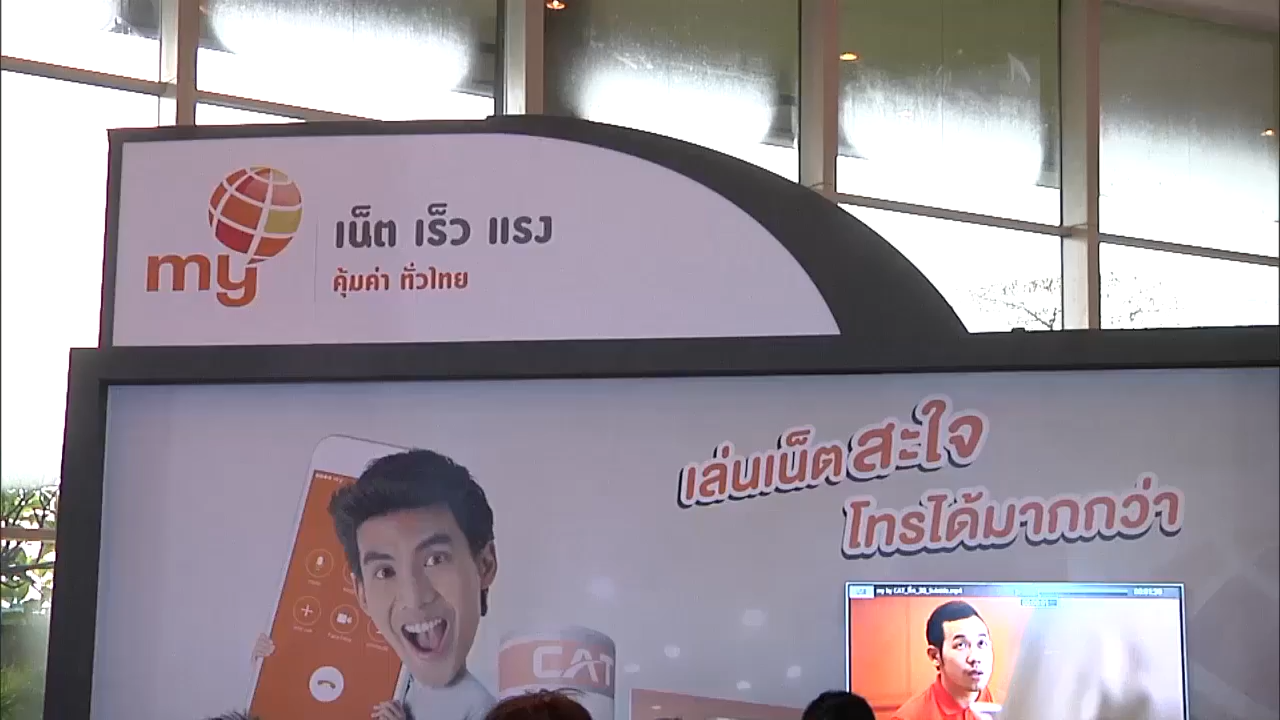 my
เน็ต เร็ว แรง
คุ้มค่า ทั่วไทย
เล่นเน็ตสะใจ
โทรได้มากกว่า
CAT